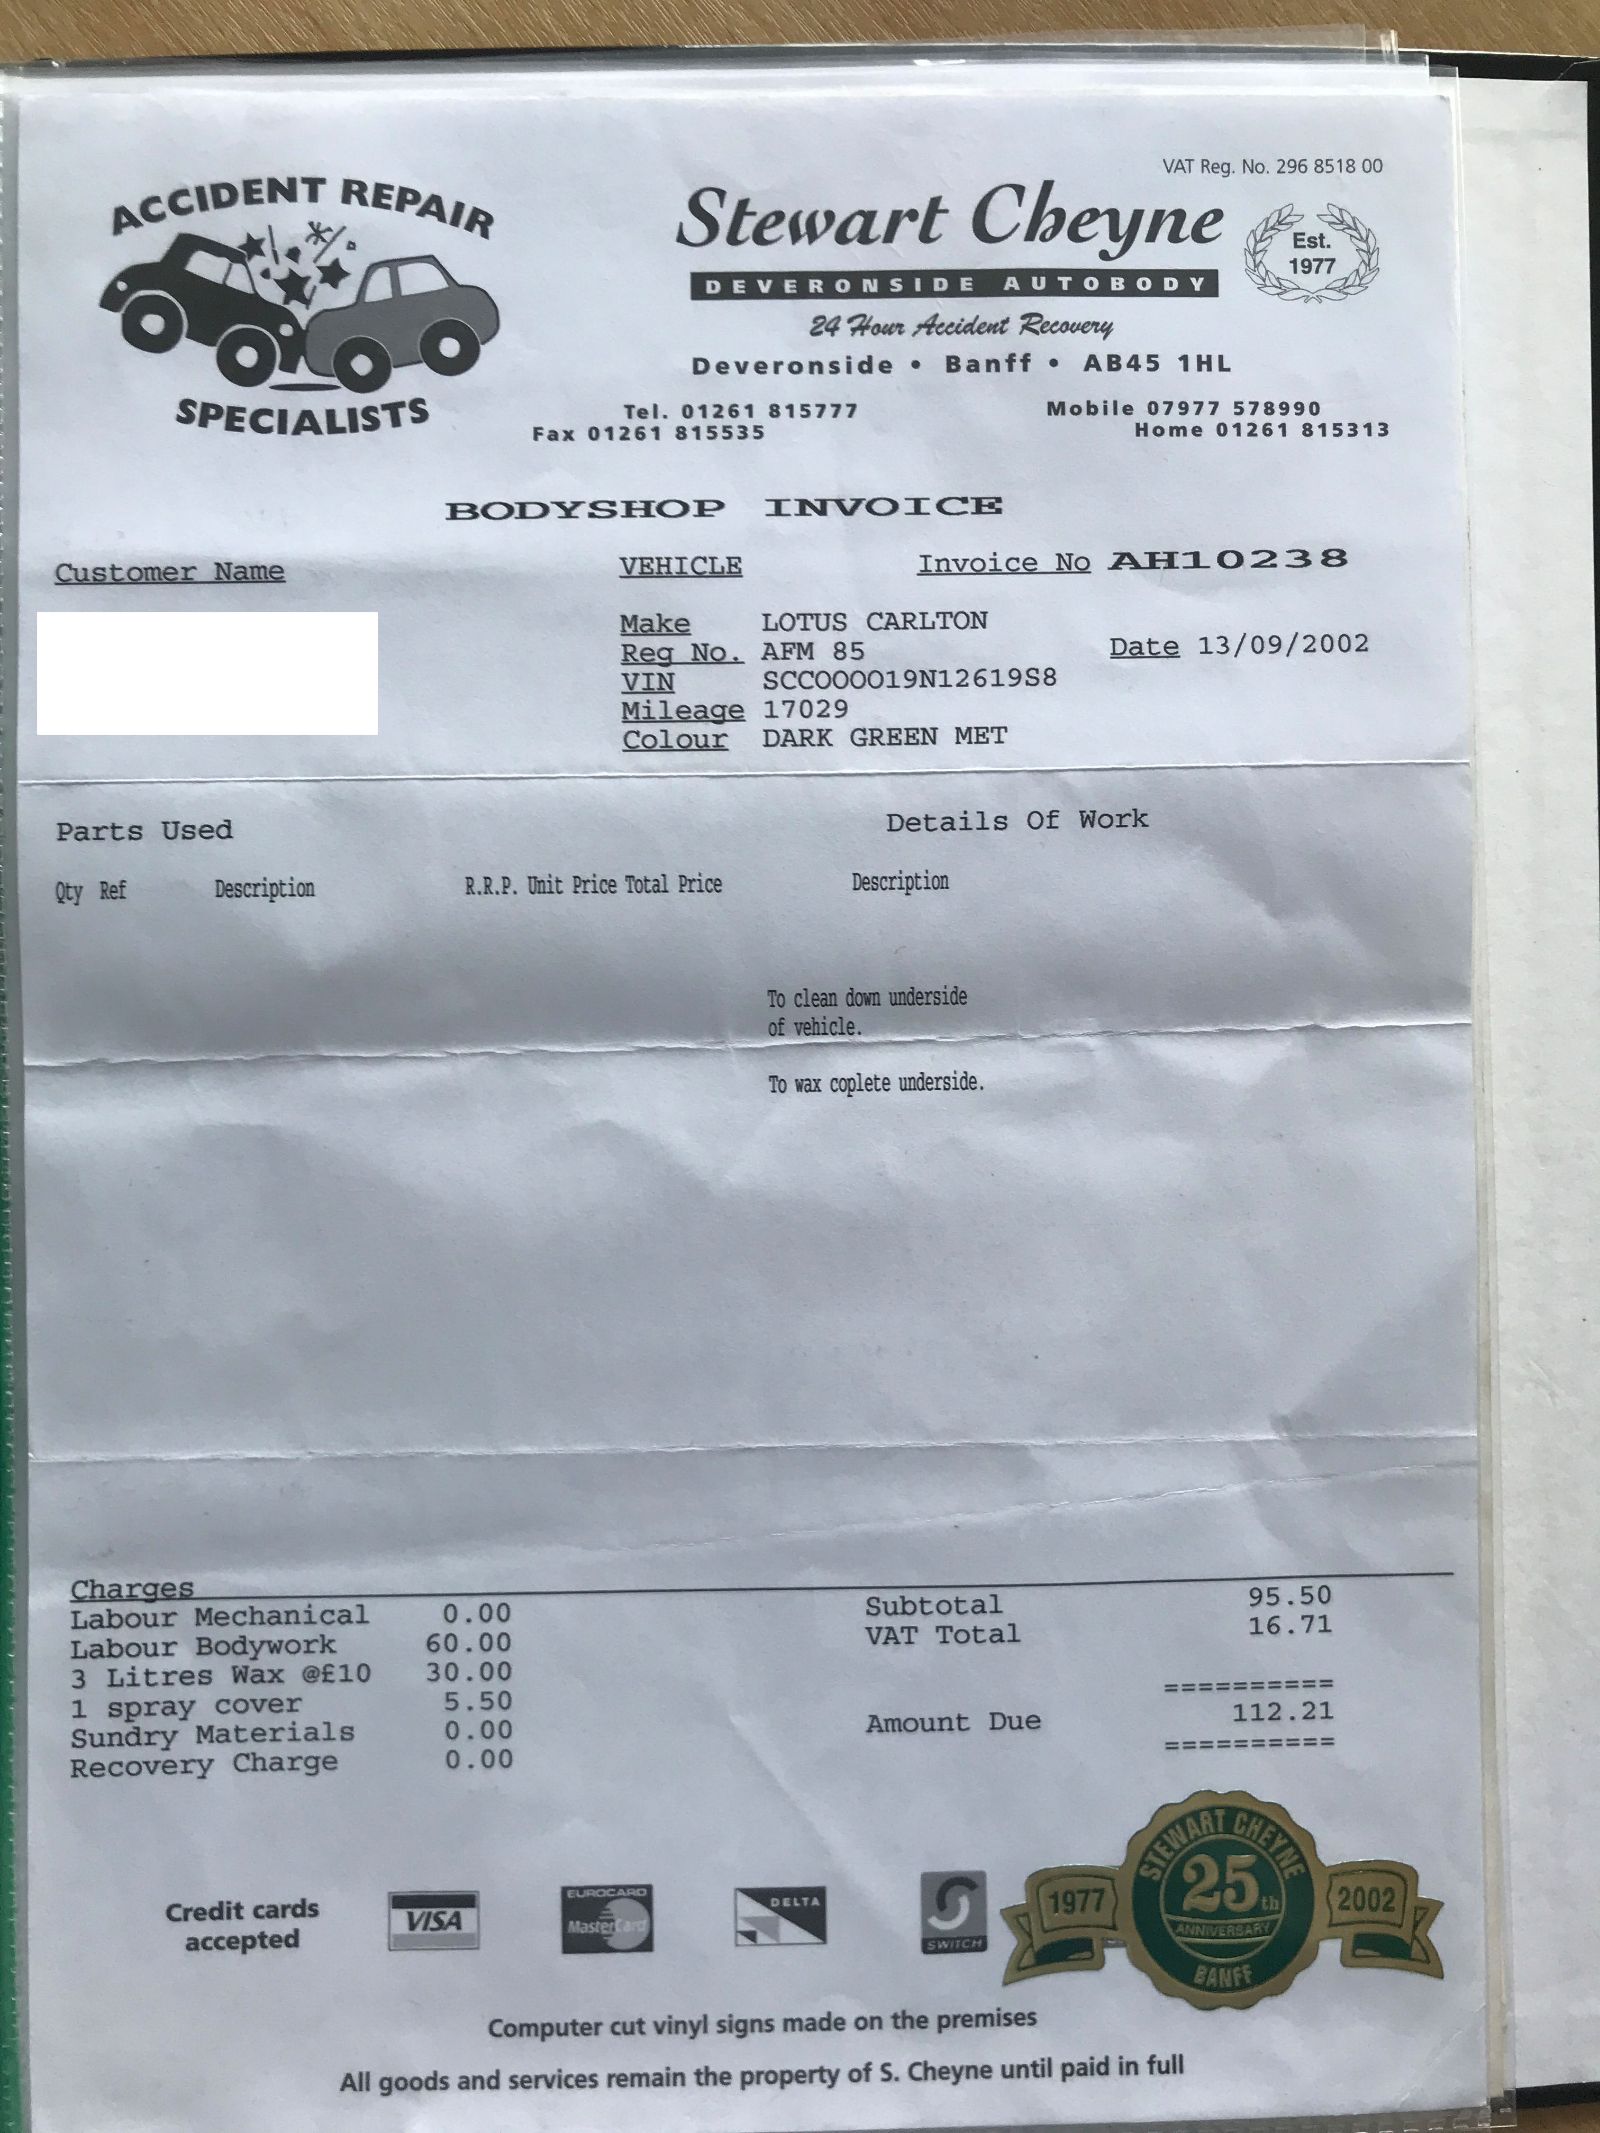 VAT Reg. No. 296 8518 00
ACCIDENT REPAIR
SPECIALISTS
Stewart Cheyne
DEVERONSIDE AUTOBODY
Est.
1977
24 Hour Accident Recovery
Deveronside • Banff • AB45 1HL
Tel. 01261 815777 Mobile 07977 578990
Fax 01261 815535 Home 01261 815313
BODYSHOP INVOICE
Customer Name VEHICLE Invoice No AH10238
Make LOTUS CARLTON
Reg No. AFM 85 Date 13/09/2002
VIN SCCOOOO19N12619S8
Mileage 17029
Colour DARK GREEN MET
Parts Used Details Of Work
Qty Ref Description R.R.P. Unit Price Total Price Description
To clean down underside
of vehicle.
To wax coplete underside.
Charges
Labour Mechanical 0.00 Subtotal 95.50
Labour Bodywork 60.00 VAT Total 16.71
3 Litres Wax @£10 30.00
==========
1 spray cover 5.50 Amount Due 112.21
Sundry Materials 0.00
==========
Recovery Charge 0.00
STEWART CHEYNE
1977 25th 2002
ANNIVERSARY
BANFF
Credit cards
accepted
VISA
EUROCARD
MasterCard
DELTA
SWITCH
Computer cut vinyl signs made on the premises
All goods and services remain the property of S. Cheyne until paid in full